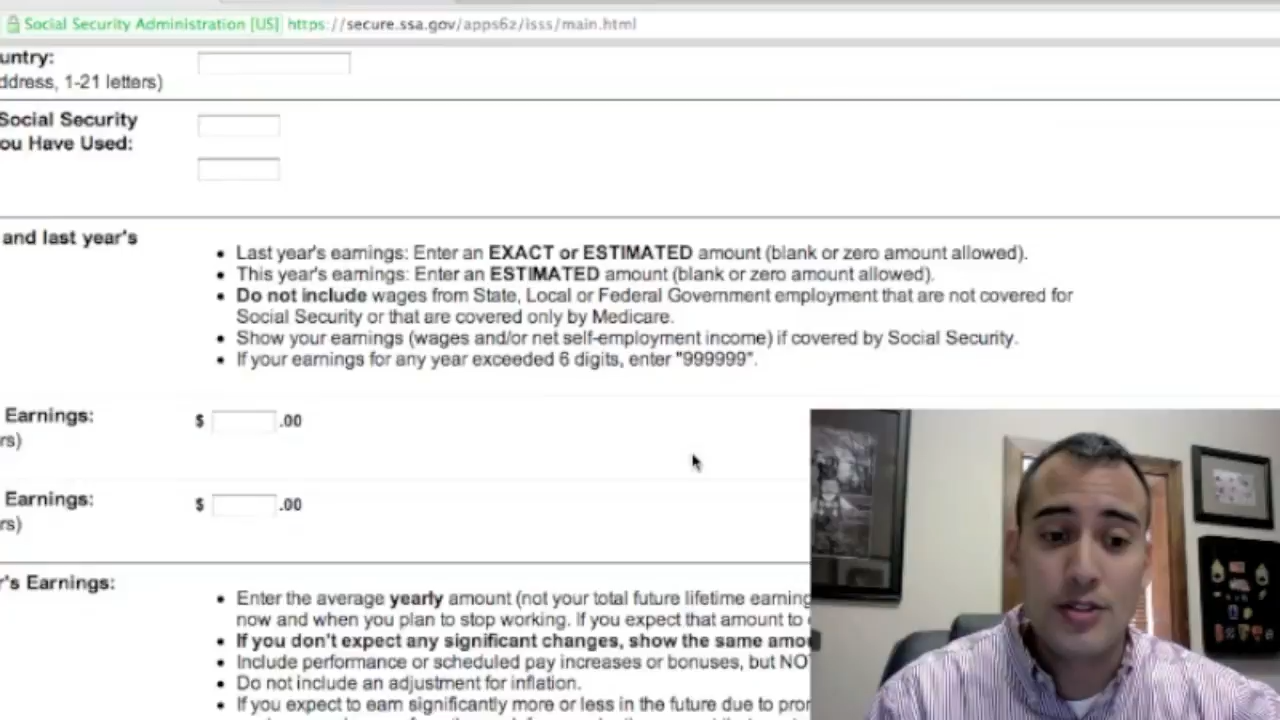 Social Security Administration [US] https://secure.ssa.gov/apps6z/isss/main.html
untry:
ddress, 1-21 letters)
Social Security
ou Have Used:
and last year's
• Last year's earnings: Enter an EXACT or ESTIMATED amount (blank or zero amount allowed).
• This year's earnings: Enter an ESTIMATED amount (blank or zero amount allowed).
• Do not include wages from State, Local or Federal Government employment that are not covered for
Social Security or that are covered only by Medicare.
• Show your earnings (wages and/or net self-employment income) if covered by Social Security.
• If your earnings for any year exceeded 6 digits, enter "999999".
Earnings: $ .00
rs)
Earnings: $ .00
rs)
r's Earnings:
• Enter the average yearly amount (not your total future lifetime earning
now and when you plan to stop working. If you expect that amount to
• If you don't expect any significant changes, show the same amo
• Include performance or scheduled pay increases or bonuses, but NO
• Do not include an adjustment for inflation.
• If you expect to earn significantly more or less in the future due to pro